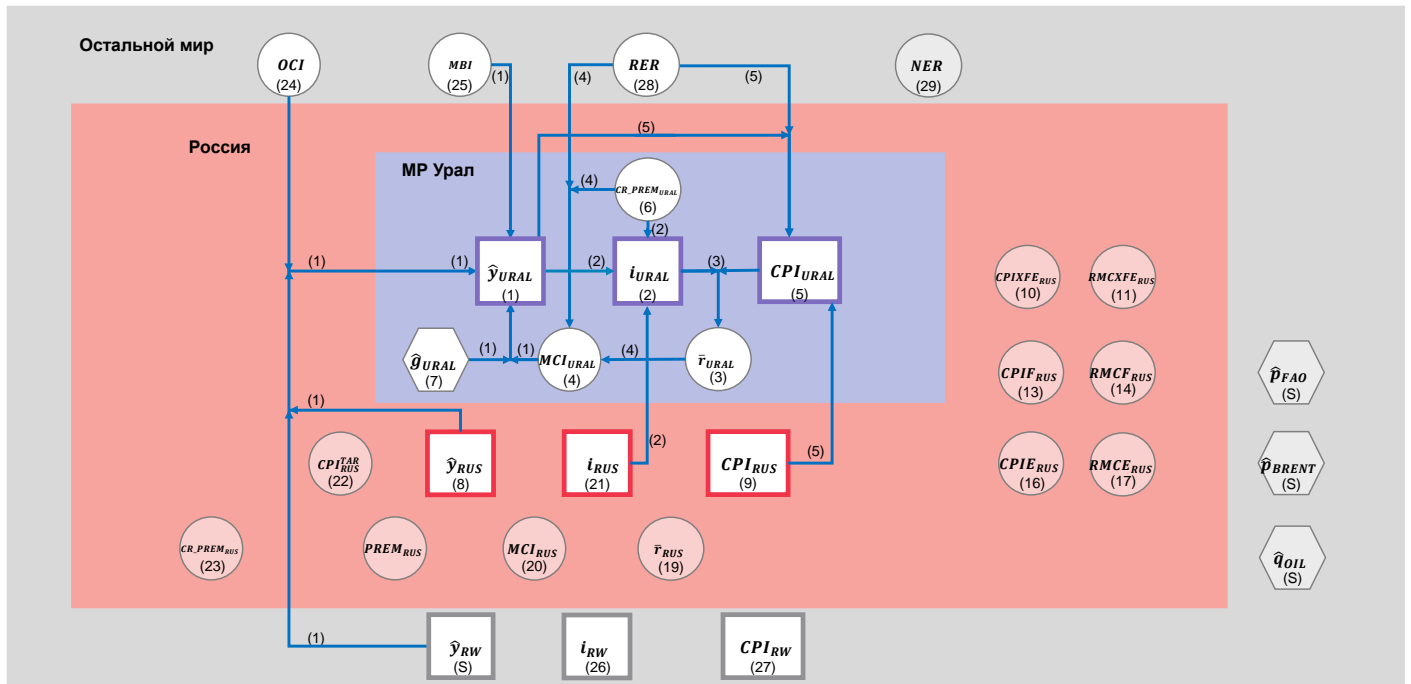 Остальной мир
OCI
(24)
MBI
(25)
(1)
(4)
RER
(28)
(5)
NER
(29)
Россия
(5)
МР Урал
(4)
CR_PREM_URAL
(6)
(2)
(1)
(1)
ŷ_URAL
(1)
(2)
i_URAL
(2)
(3)
CPI_URAL
(5)
CPIXFE_RUS
(10)
RMCXFE_RUS
(11)
ĝ_URAL
(7)
(1)
(1)
MCI_URAL
(4)
(4)
r̄_URAL
(3)
CPIF_RUS
(13)
RMCF_RUS
(14)
p̂_FAO
(S)
(1)
CPI_RUS^TAR
(22)
ŷ_RUS
(8)
i_RUS
(21)
(2)
CPI_RUS
(9)
(5)
CPIE_RUS
(16)
RMCE_RUS
(17)
p̂_BRENT
(S)
CR_PREM_RUS
(23)
PREM_RUS
MCI_RUS
(20)
r̄_RUS
(19)
q̂_OIL
(S)
(1)
ŷ_RW
(S)
i_RW
(26)
CPI_RW
(27)